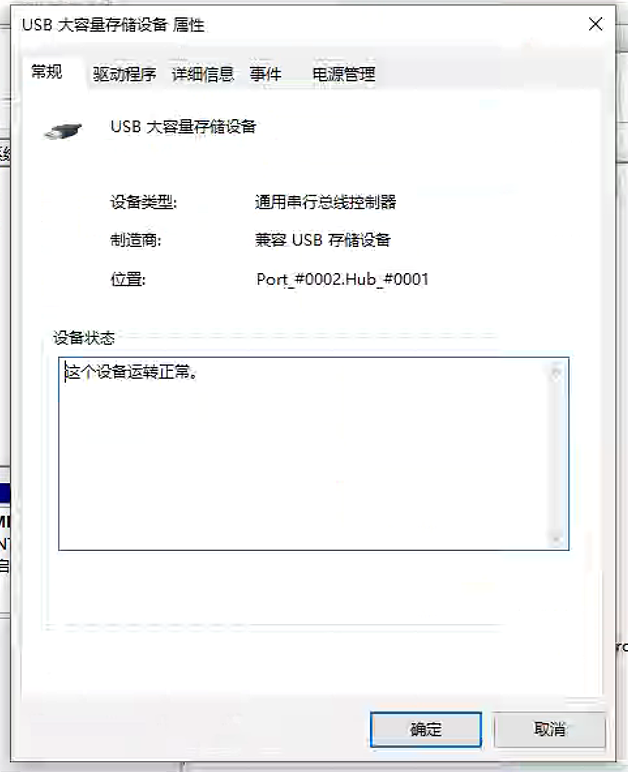 USB 大容量存储设备 属性
常规 驱动程序 详细信息 事件 电源管理
USB 大容量存储设备
设备类型: 通用串行总线控制器
制造商: 兼容 USB 存储设备
位置: Port_#0002.Hub_#0001
设备状态
这个设备运转正常。
确定 取消